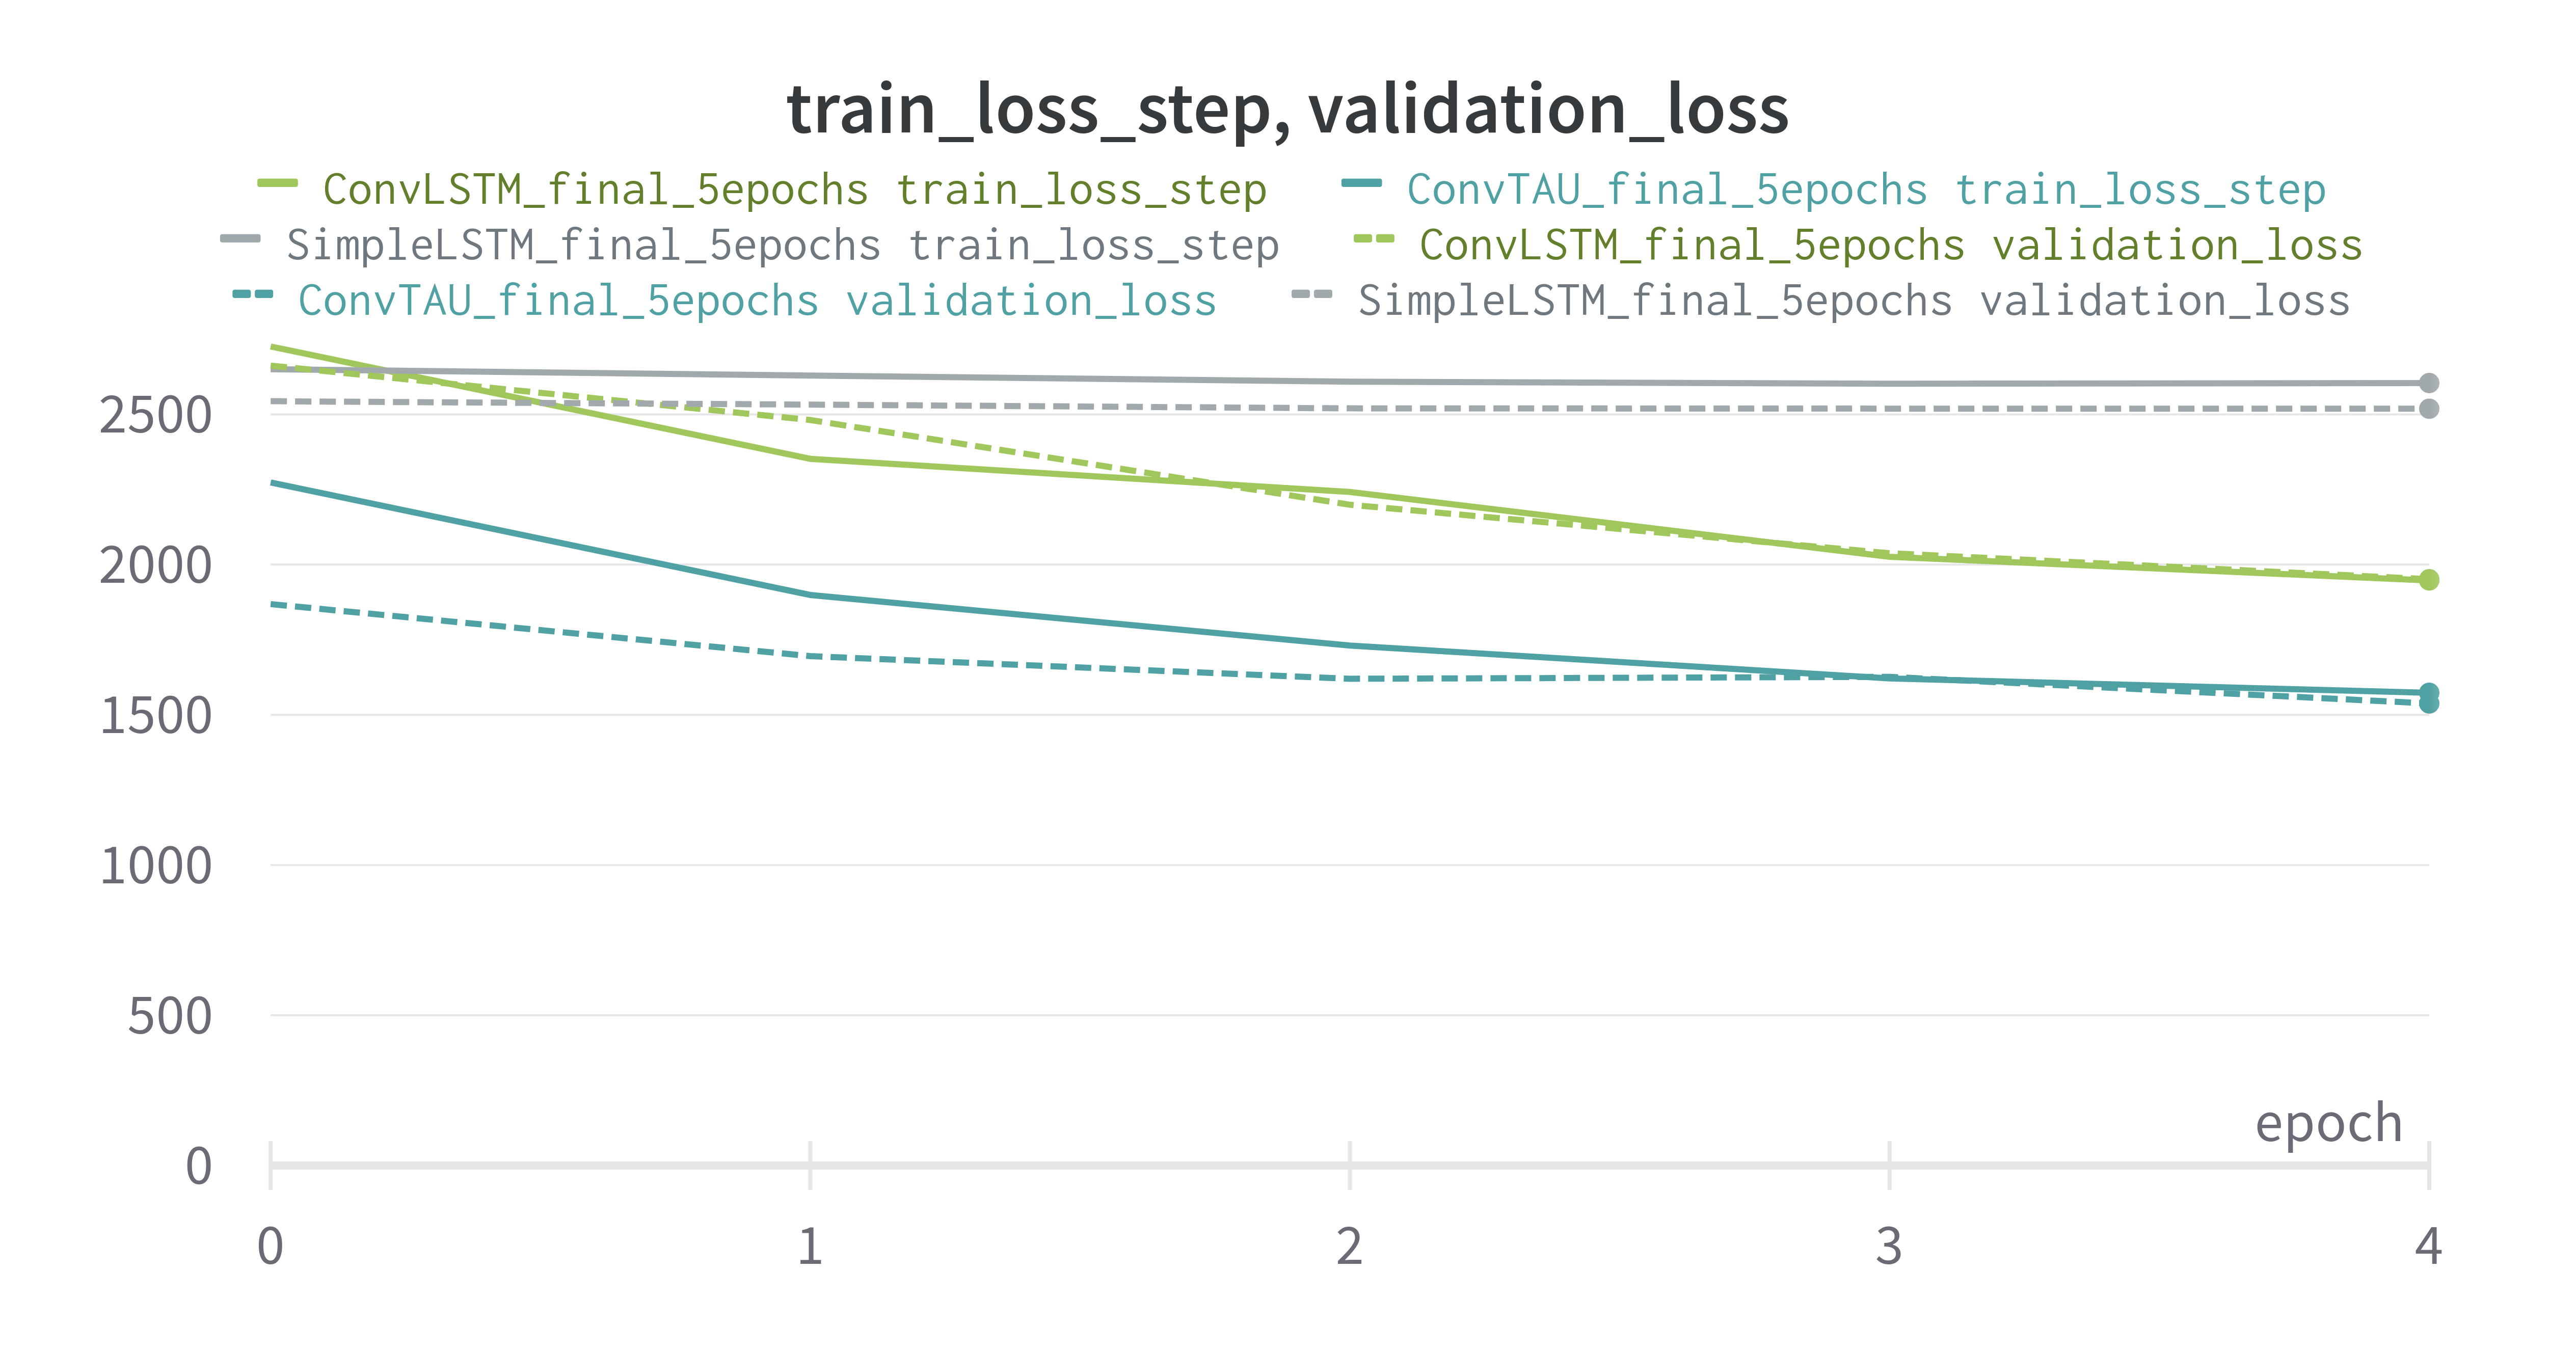 train_loss_step, validation_loss
ConvLSTM_final_5epochs train_loss_step ConvTAU_final_5epochs train_loss_step
SimpleLSTM_final_5epochs train_loss_step ConvLSTM_final_5epochs validation_loss
ConvTAU_final_5epochs validation_loss SimpleLSTM_final_5epochs validation_loss
2500
2000
1500
1000
500
epoch
0
0 1 2 3 4